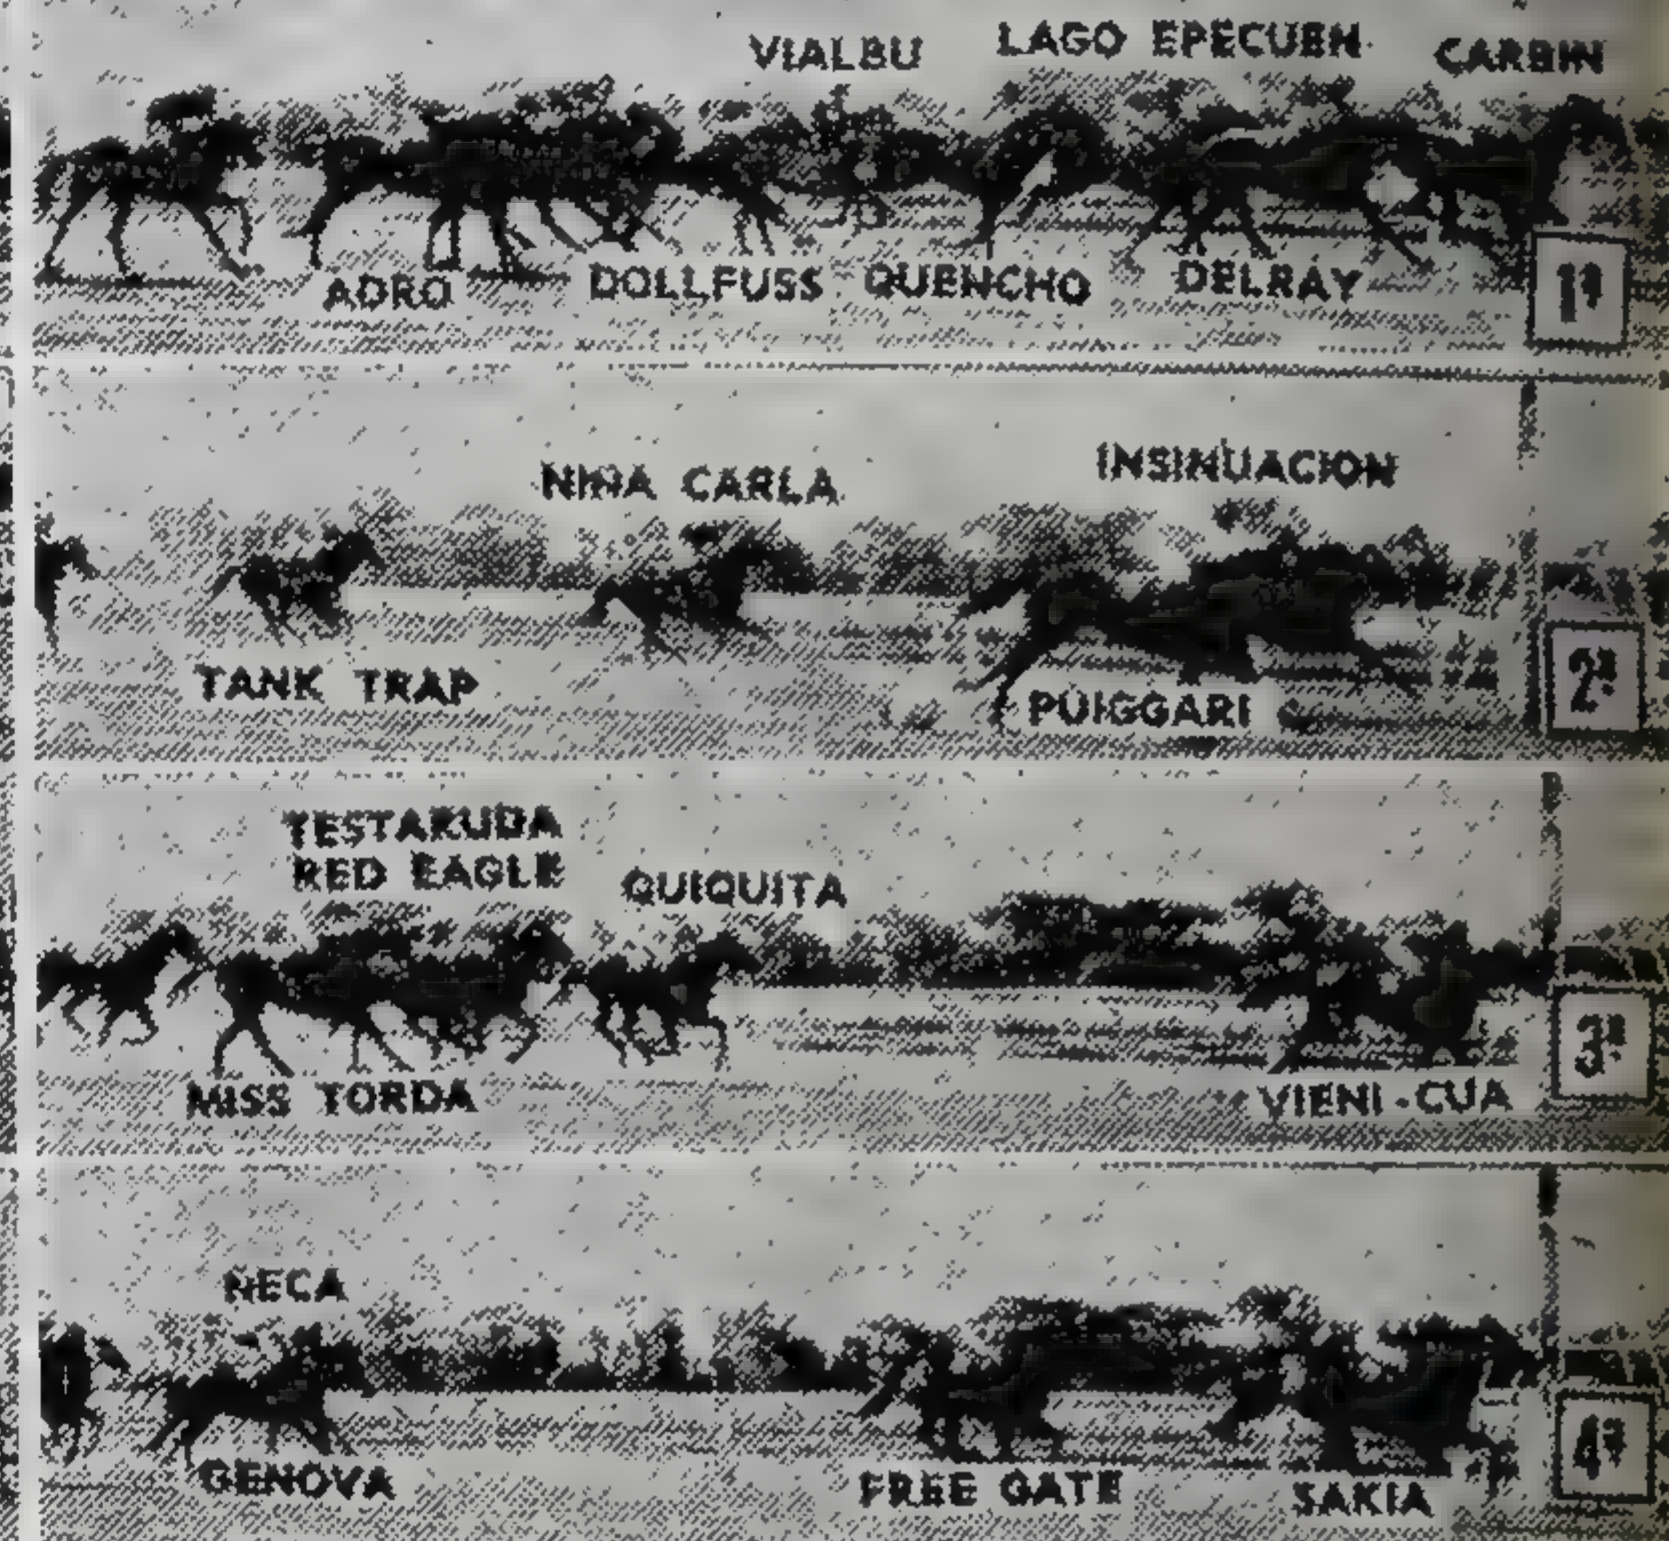 VIALBU LAGO EPECUEN CARBIN
ADRO DOLLFUSS QUENCHO DELRAY
1ª
NIÑA CARLA INSINUACION
TANK TRAP PUIGGARI
2ª
TESTARUDA
RED EAGLE QUIQUITA
MISS TORDA VIENI-CUA
3ª
ÑECA
GENOVA FREE GATE SAKIA
4ª